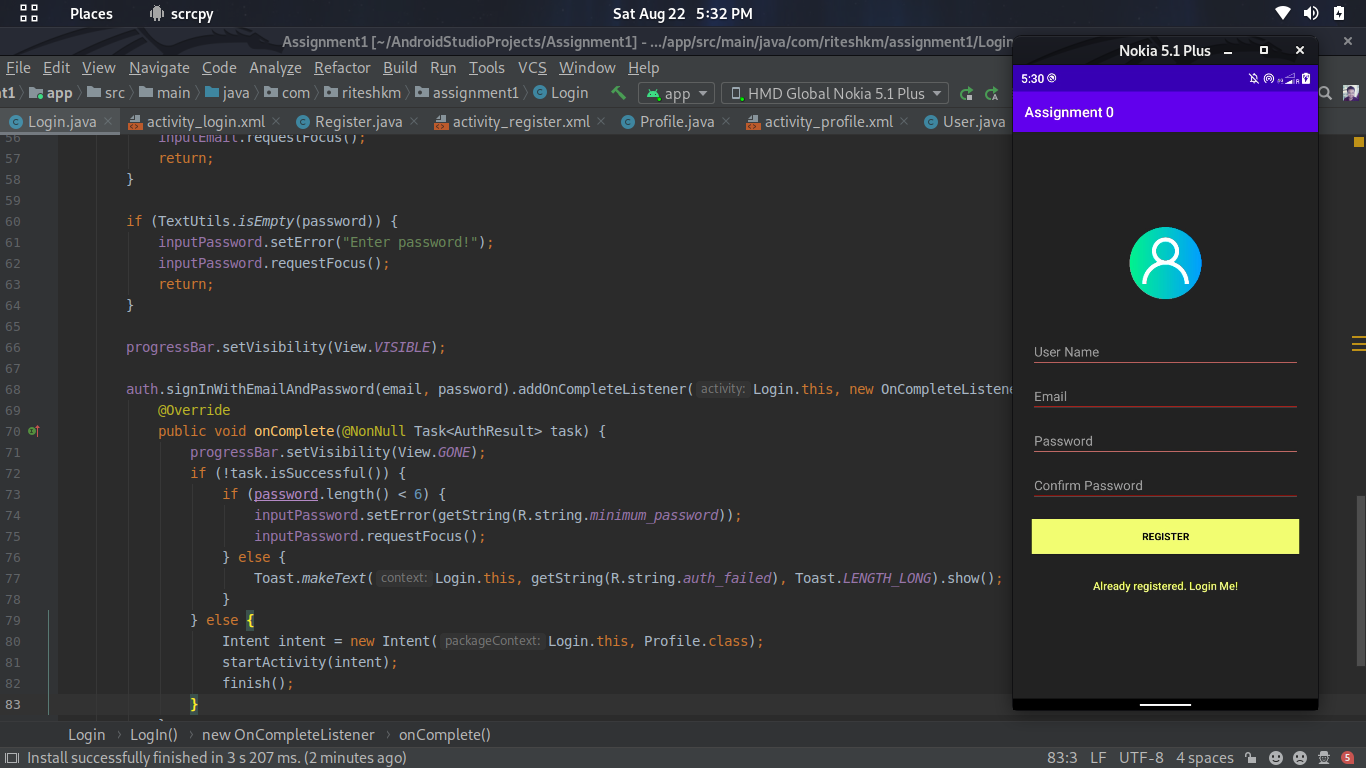 Places scrcpy Sat Aug 22 5:32 PM
Assignment1 [~/AndroidStudioProjects/Assignment1] - .../app/src/main/java/com/riteshkm/assignment1/Login
File Edit View Navigate Code Analyze Refactor Build Run Tools VCS Window Help
nt1 app src main java com riteshkm assignment1 Login app HMD Global Nokia 5.1 Plus
Login.java activity_login.xml Register.java activity_register.xml Profile.java activity_profile.xml User.java
56 inputEmail.requestFocus();
57 return;
58 }
59
60 if (TextUtils.isEmpty(password)) {
61 inputPassword.setError("Enter password!");
62 inputPassword.requestFocus();
63 return;
64 }
65
66 progressBar.setVisibility(View.VISIBLE);
67
68 auth.signInWithEmailAndPassword(email, password).addOnCompleteListener( activity: Login.this, new OnCompleteListene
69 @Override
70 public void onComplete(@NonNull Task<AuthResult> task) {
71 progressBar.setVisibility(View.GONE);
72 if (!task.isSuccessful()) {
73 if (password.length() < 6) {
74 inputPassword.setError(getString(R.string.minimum_password));
75 inputPassword.requestFocus();
76 } else {
77 Toast.makeText( context: Login.this, getString(R.string.auth_failed), Toast.LENGTH_LONG).show();
78 }
79 } else {
80 Intent intent = new Intent( packageContext: Login.this, Profile.class);
81 startActivity(intent);
82 finish();
83 }
Login LogIn() new OnCompleteListener onComplete()
Install successfully finished in 3 s 207 ms. (2 minutes ago) 83:3 LF UTF-8 4 spaces 5
Nokia 5.1 Plus
5:30
Assignment 0
User Name
Email
Password
Confirm Password
REGISTER
Already registered. Login Me!